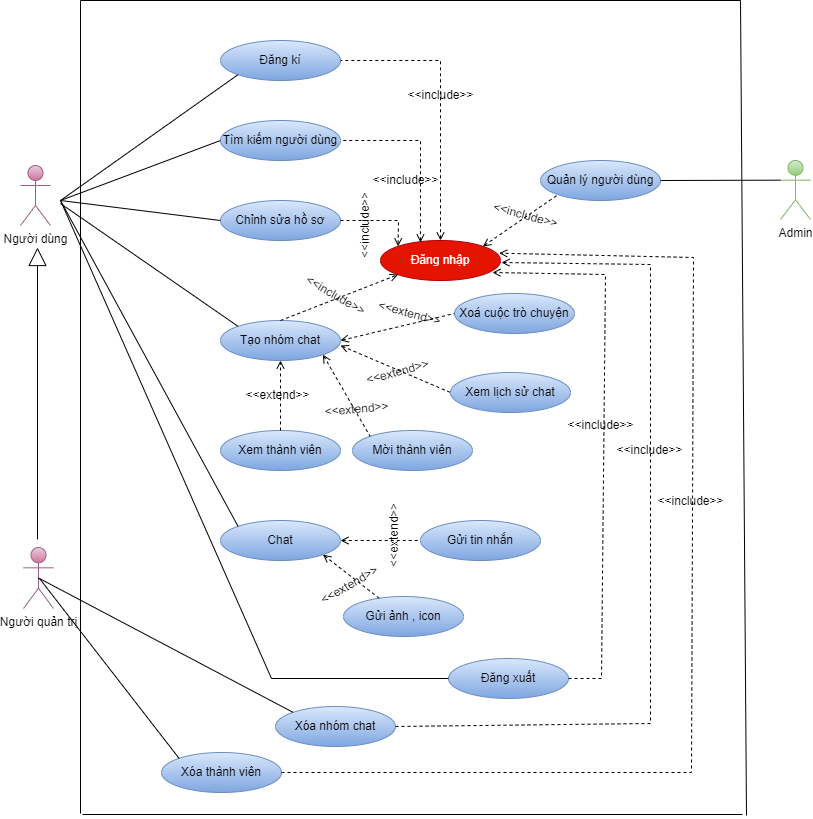 Đăng kí
<<include>>
Tìm kiếm người dùng
<<include>>
Quản lý người dùng
<<include>>
Admin
Người dùng
Chỉnh sửa hồ sơ
<<include>>
Đăng nhập
<<include>>
<<extend>>
Xoá cuộc trò chuyện
Tạo nhóm chat
<<extend>>
Xem lịch sử chat
<<extend>>
<<extend>>
<<include>>
Xem thành viên
Mời thành viên
<<include>>
<<include>>
Chat
<<extend>>
Gửi tin nhắn
<<extend>>
Gửi ảnh , icon
Người quản trị
Đăng xuất
Xóa nhóm chat
Xóa thành viên